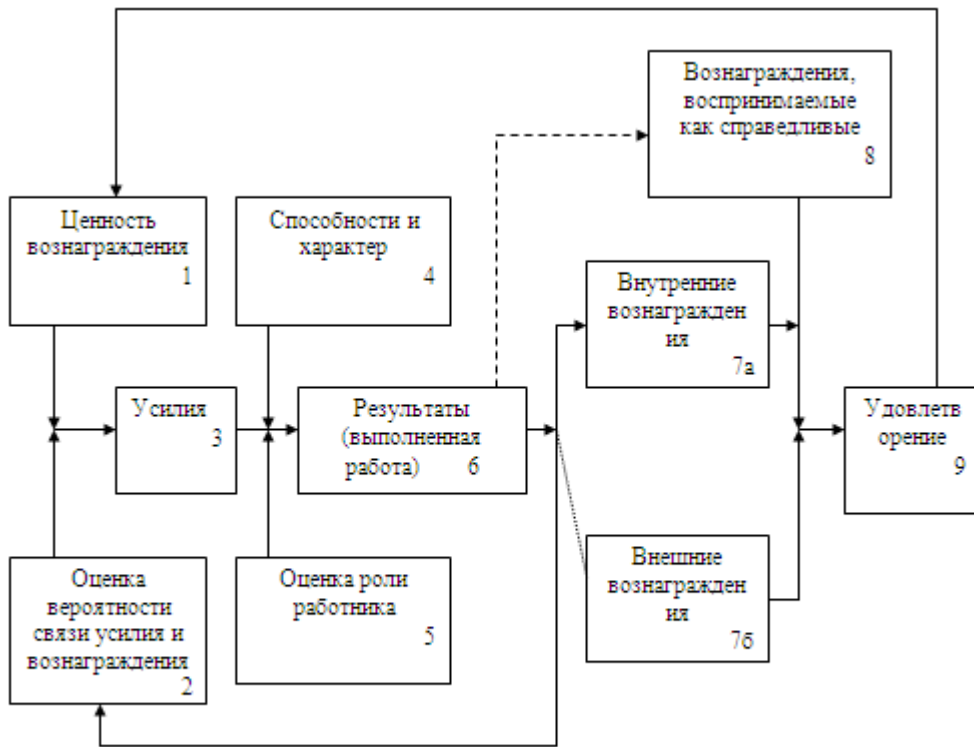 Вознаграждения,
воспринимаемые
как справедливые
8
Ценность
вознаграждения
1
Способности и
характер
4
Внутренние
вознагражден
ия
7а
Усилия
3
Результаты
(выполненная
работа) 6
Удовлетв
орение
9
Оценка
вероятности
связи усилия и
вознаграждения
2
Оценка роли
работника
5
Внешние
вознагражден
ия
7б